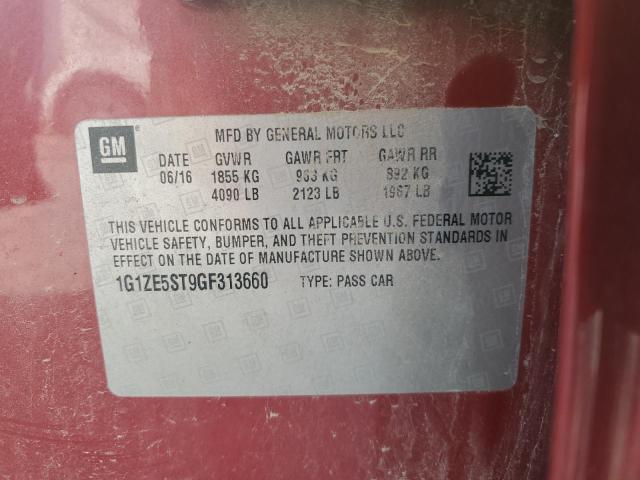 GM
MFD BY GENERAL MOTORS LLC
DATE GVWR GAWR FRT GAWR RR
06/16 1855 KG 963 KG 892 KG
4090 LB 2123 LB 1967 LB
THIS VEHICLE CONFORMS TO ALL APPLICABLE U.S. FEDERAL MOTOR
VEHICLE SAFETY, BUMPER, AND THEFT PREVENTION STANDARDS IN
EFFECT ON THE DATE OF MANUFACTURE SHOWN ABOVE.
1G1ZE5ST9GF313660 TYPE: PASS CAR